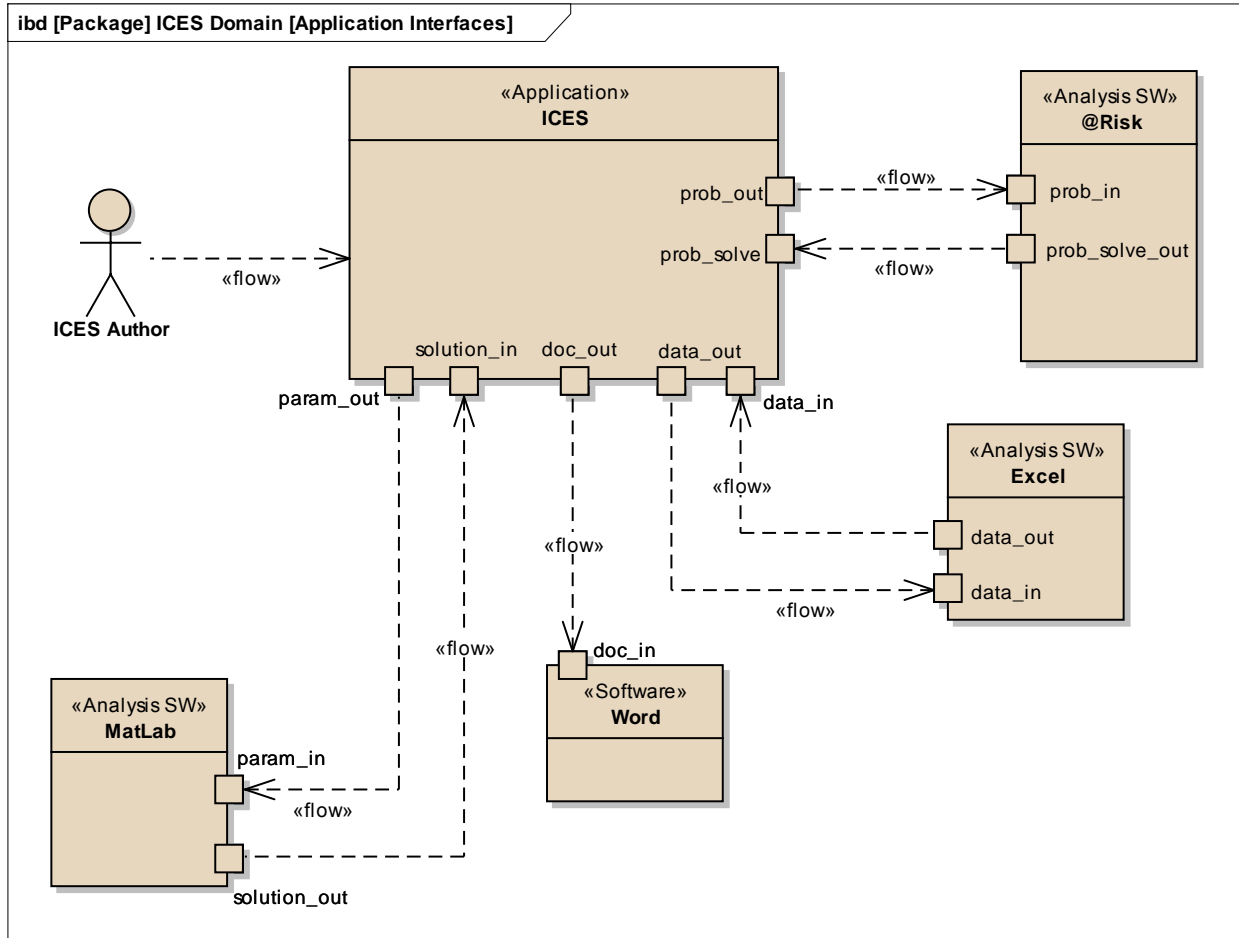 ibd [Package] ICES Domain [Application Interfaces]
«Application»
ICES
«Analysis SW»
@Risk
prob_out
«flow»
prob_in
prob_solve
«flow»
prob_solve_out
«flow»
ICES Author
solution_in
doc_out
data_out
param_out
data_in
«Analysis SW»
Excel
«flow»
data_out
«flow»
data_in
«flow»
«flow»
doc_in
«Software»
Word
«Analysis SW»
MatLab
param_in
«flow»
solution_out